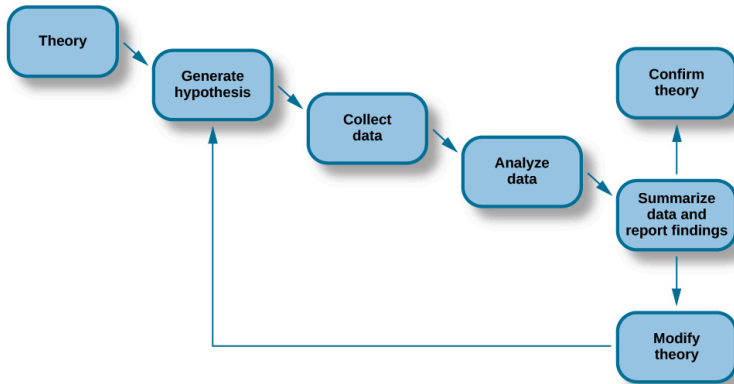 Theory
Generate
hypothesis
Collect
data
Analyze
data
Summarize
data and
report findings
Confirm
theory
Modify
theory